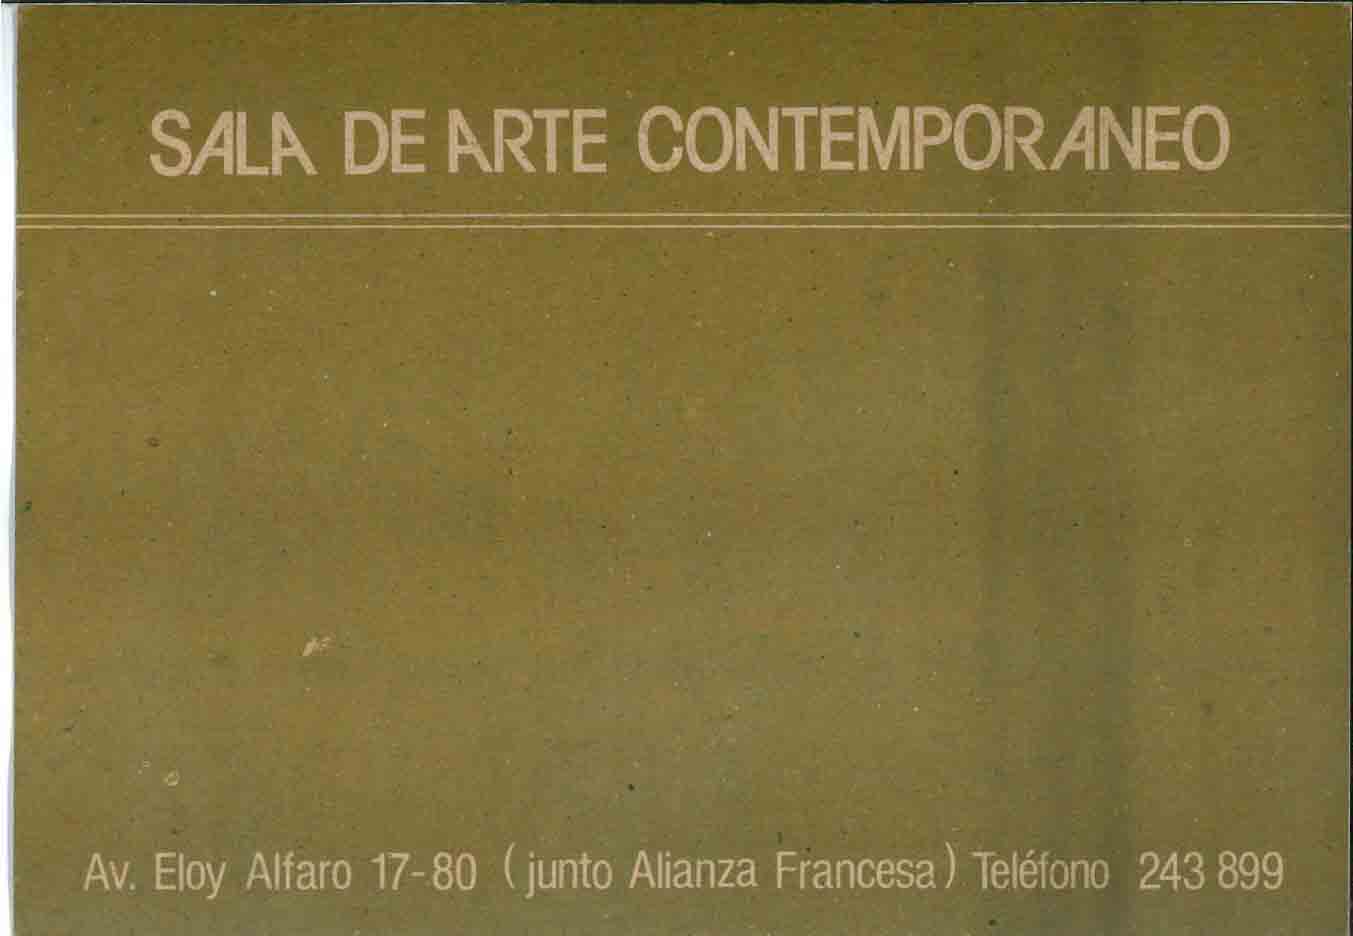 SALA DE ARTE CONTEMPORANEO
Av. Eloy Alfaro 17-80 (junto Alianza Francesa) Teléfono 243 899